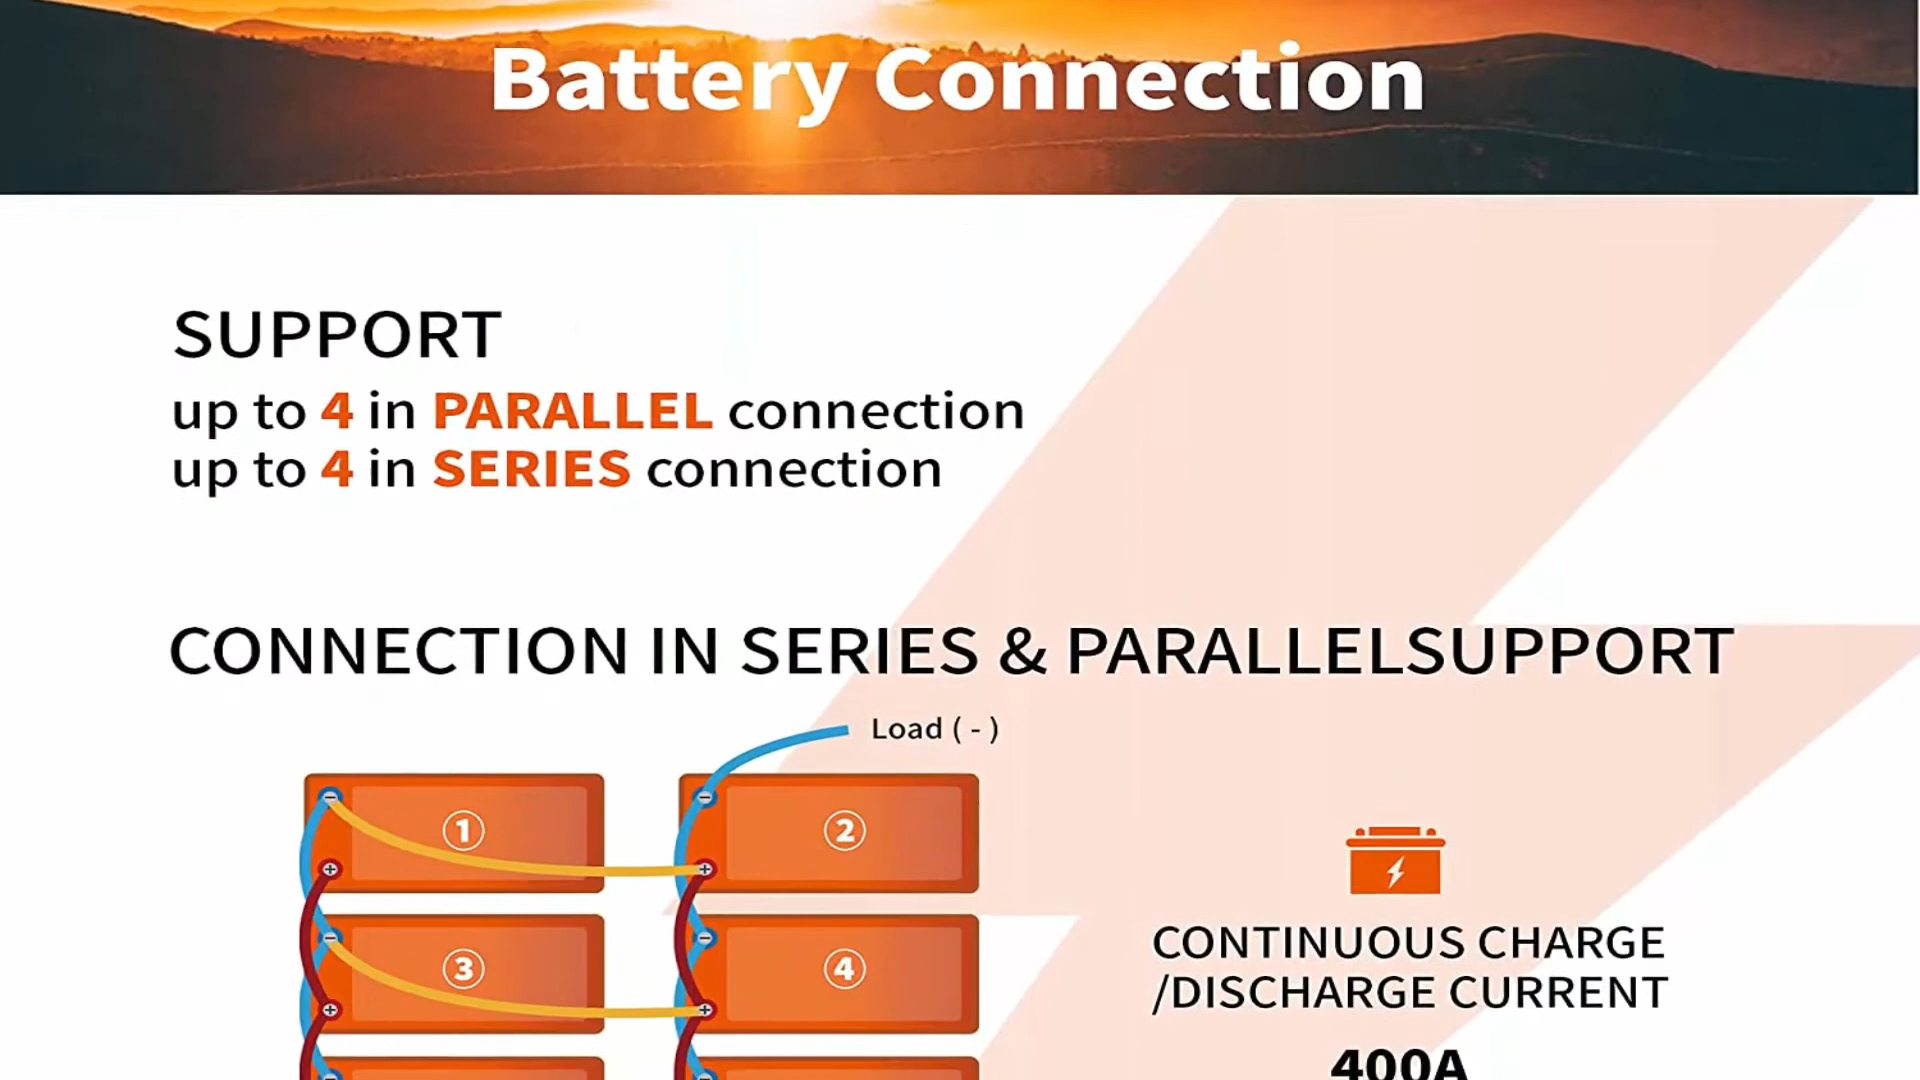 Battery Connection
SUPPORT
up to 4 in PARALLEL connection
up to 4 in SERIES connection
CONNECTION IN SERIES & PARALLELSUPPORT
Load ( - )
① ②
③ ④
CONTINUOUS CHARGE
/DISCHARGE CURRENT
400A